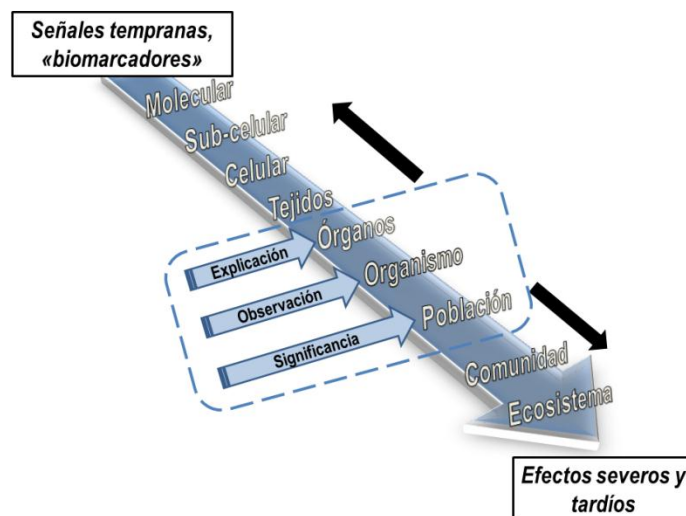 Señales tempranas,
«biomarcadores»
Molecular
Sub-celular
Celular
Tejidos
Órganos
Organismo
Población
Comunidad
Ecosistema
Explicación
Observación
Significancia
Efectos severos y
tardíos